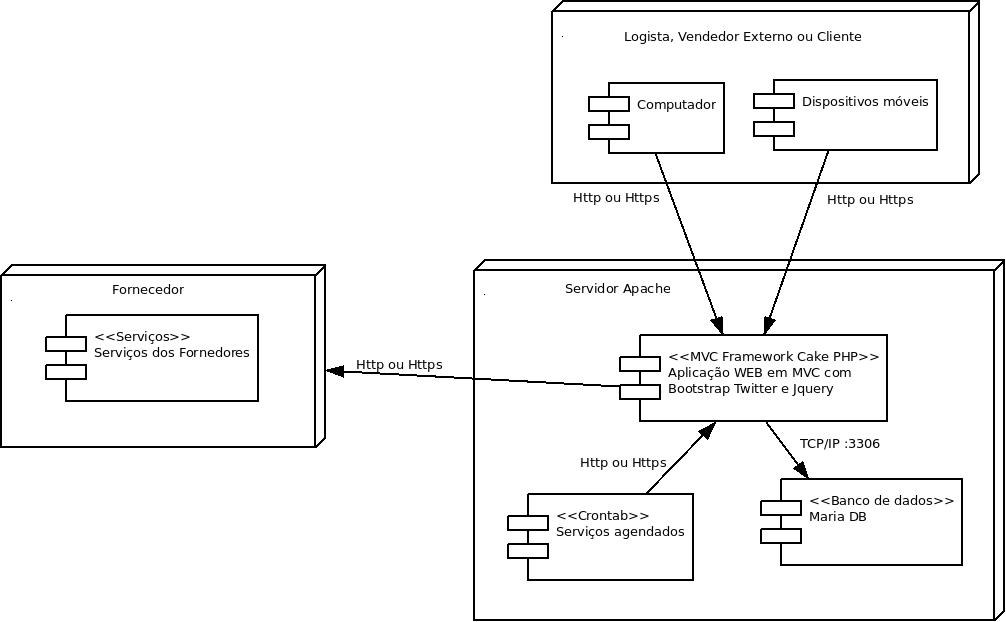 Logista, Vendedor Externo ou Cliente
Computador
Dispositivos móveis
Http ou Https
Http ou Https
Servidor Apache
Fornecedor
<<Serviços>>
Serviços dos Fornedores
Http ou Https
<<MVC Framework Cake PHP>>
Aplicação WEB em MVC com
Bootstrap Twitter e Jquery
Http ou Https
TCP/IP :3306
<<Crontab>>
Serviços agendados
<<Banco de dados>>
Maria DB